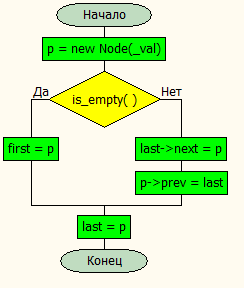 Начало
p = new Node(_val)
Да
Нет
is_empty( )
first = p
last->next = p
p->prev = last
last = p
Конец